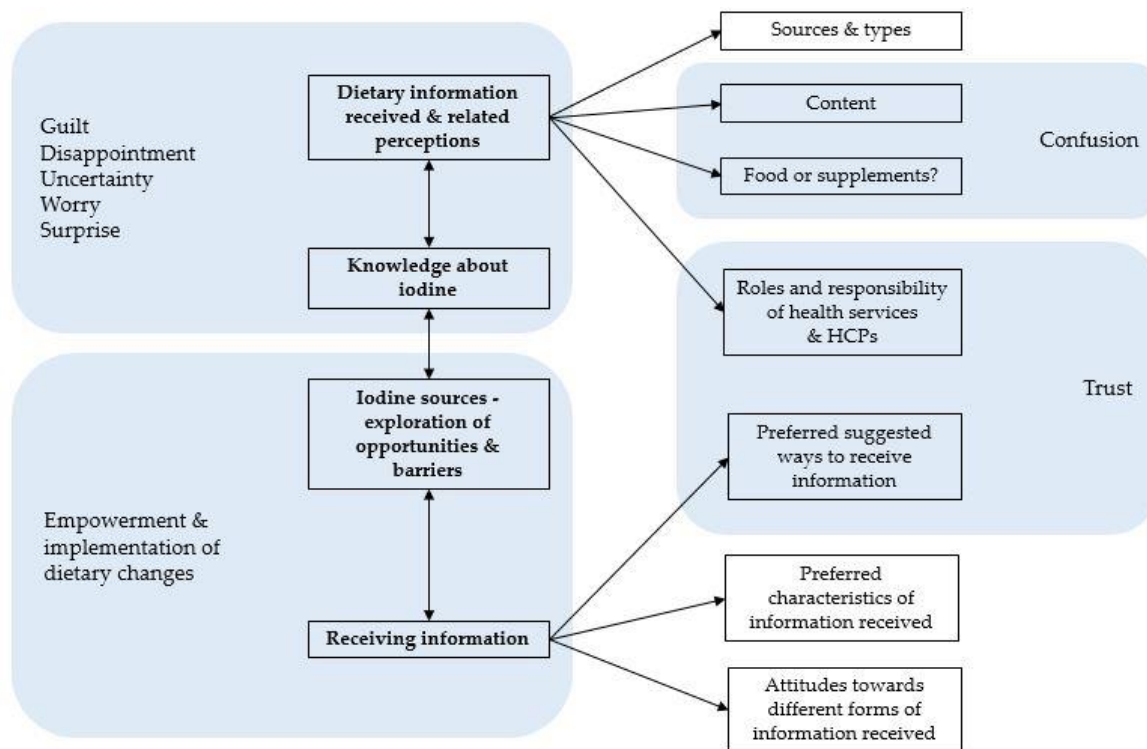 Sources & types
Dietary information
received & related
perceptions
Content
Confusion
Guilt
Disappointment
Uncertainty
Worry
Surprise
Food or supplements?
Knowledge about
iodine
Roles and responsibility
of health services
& HCPs
Iodine sources -
exploration of
opportunities &
barriers
Trust
Preferred suggested
ways to receive
information
Empowerment &
implementation of
dietary changes
Preferred
characteristics of
information received
Receiving information
Attitudes towards
different forms of
information received